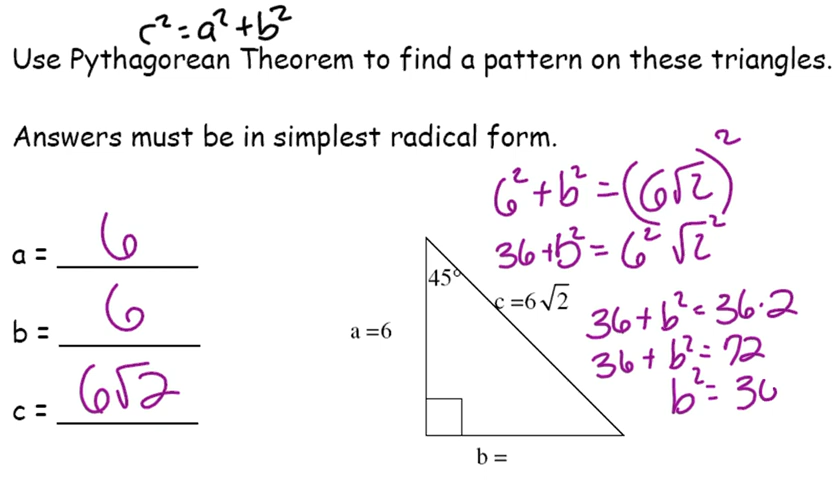 c² = a² + b²
Use Pythagorean Theorem to find a pattern on these triangles.
Answers must be in simplest radical form.
6² + b² = (6√2)²
36 + b² = 6² √2²
36 + b² = 36·2
36 + b² = 72
b² = 36
a = 6
b = 6
c = 6√2
45°
c =6√2
a =6
b =